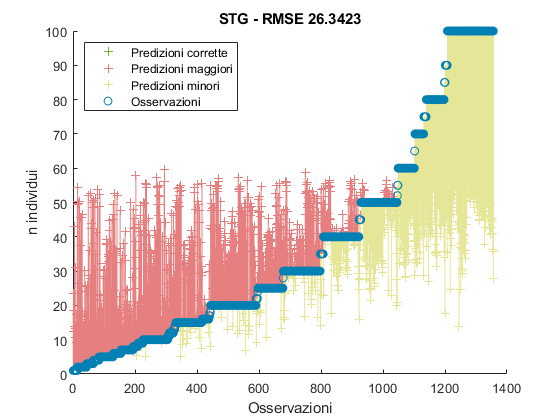 STG - RMSE 26.3423
Predizioni corrette
Predizioni maggiori
Predizioni minori
Osservazioni
n individui
100
90
80
70
60
50
40
30
20
10
0
0 200 400 600 800 1000 1200 1400
Osservazioni